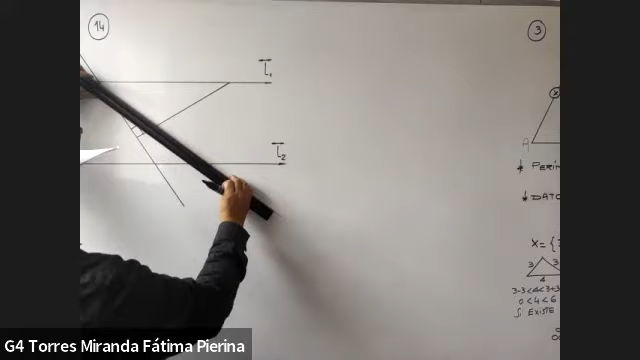 14
L₁
L₂
3
x
A
* PERÍ
* DATO
X = {
3 3
4
3-3<4<3+3
0<4<6
SÍ EXISTE
G4 Torres Miranda Fátima Pierina